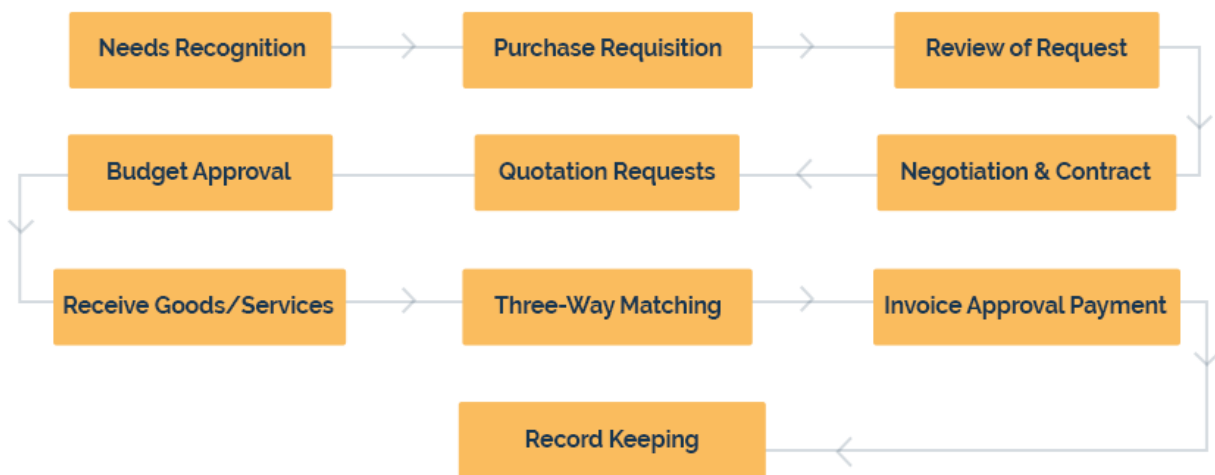 Needs Recognition
Purchase Requisition
Review of Request
Negotiation & Contract
Quotation Requests
Budget Approval
Receive Goods/Services
Three-Way Matching
Invoice Approval Payment
Record Keeping